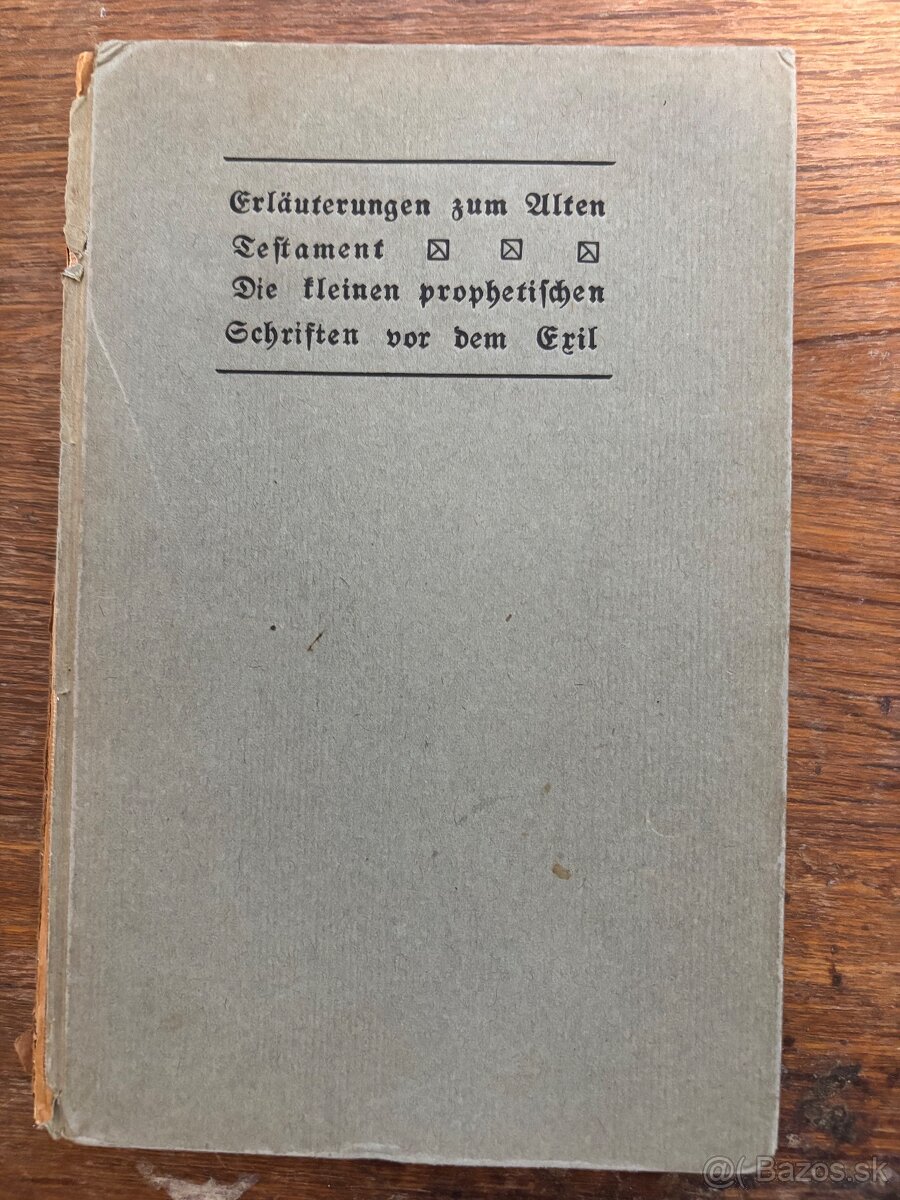 Erläuterungen zum Alten
Teſtament ☒ ☒ ☒
Die kleinen prophetiſchen
Schriften vor dem Exil
@( Bazos.sk